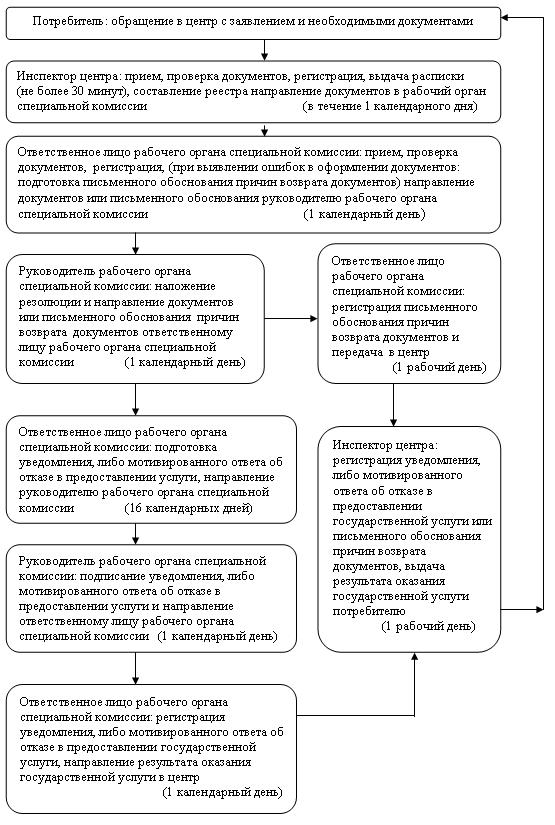 Потребитель: обращение в центр с заявлением и необходимыми документами
Инспектор центра: прием, проверка документов, регистрация, выдача расписки
(не более 30 минут), составление реестра направление документов в рабочий орган
специальной комиссии (в течение 1 календарного дня)
Ответственное лицо рабочего органа специальной комиссии: прием, проверка
документов, регистрация, (при выявлении ошибок в оформлении документов:
подготовка письменного обоснования причин возврата документов) направление
документов или письменного обоснования руководителю рабочего органа
специальной комиссии (1 календарный день)
Руководитель рабочего органа
специальной комиссии: наложение
резолюции и направление документов
или письменного обоснования причин
возврата документов ответственному
лицу рабочего органа специальной
комиссии (1 календарный день)
Ответственное лицо
рабочего органа
специальной комиссии:
регистрация письменного
обоснования причин
возврата документов и
передача в центр
(1 рабочий день)
Ответственное лицо рабочего органа
специальной комиссии: подготовка
уведомления, либо мотивированного ответа об
отказе в предоставлении услуги, направление
руководителю рабочего органа специальной
комиссии (16 календарных дней)
Инспектор центра:
регистрация уведомления,
либо мотивированного
ответа об отказе в
предоставлении
государственной услуги или
письменного обоснования
причин возврата
документов, выдача
результата оказания
государственной услуги
потребителю
(1 рабочий день)
Руководитель рабочего органа специальной
комиссии: подписание уведомления, либо
мотивированного ответа об отказе в
предоставлении услуги и направление
ответственному лицу рабочего органа
специальной комиссии (1 календарный день)
Ответственное лицо рабочего органа
специальной комиссии: регистрация
уведомления, либо мотивированного ответа об
отказе в предоставлении государственной
услуги, направление результата оказания
государственной услуги в центр
(1 календарный день)